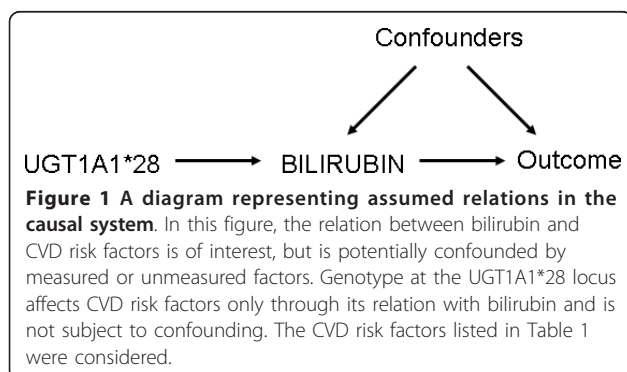 Confounders
UGT1A1*28 BILIRUBIN Outcome
Figure 1 A diagram representing assumed relations in the
causal system. In this figure, the relation between bilirubin and
CVD risk factors is of interest, but is potentially confounded by
measured or unmeasured factors. Genotype at the UGT1A1*28 locus
affects CVD risk factors only through its relation with bilirubin and is
not subject to confounding. The CVD risk factors listed in Table 1
were considered.